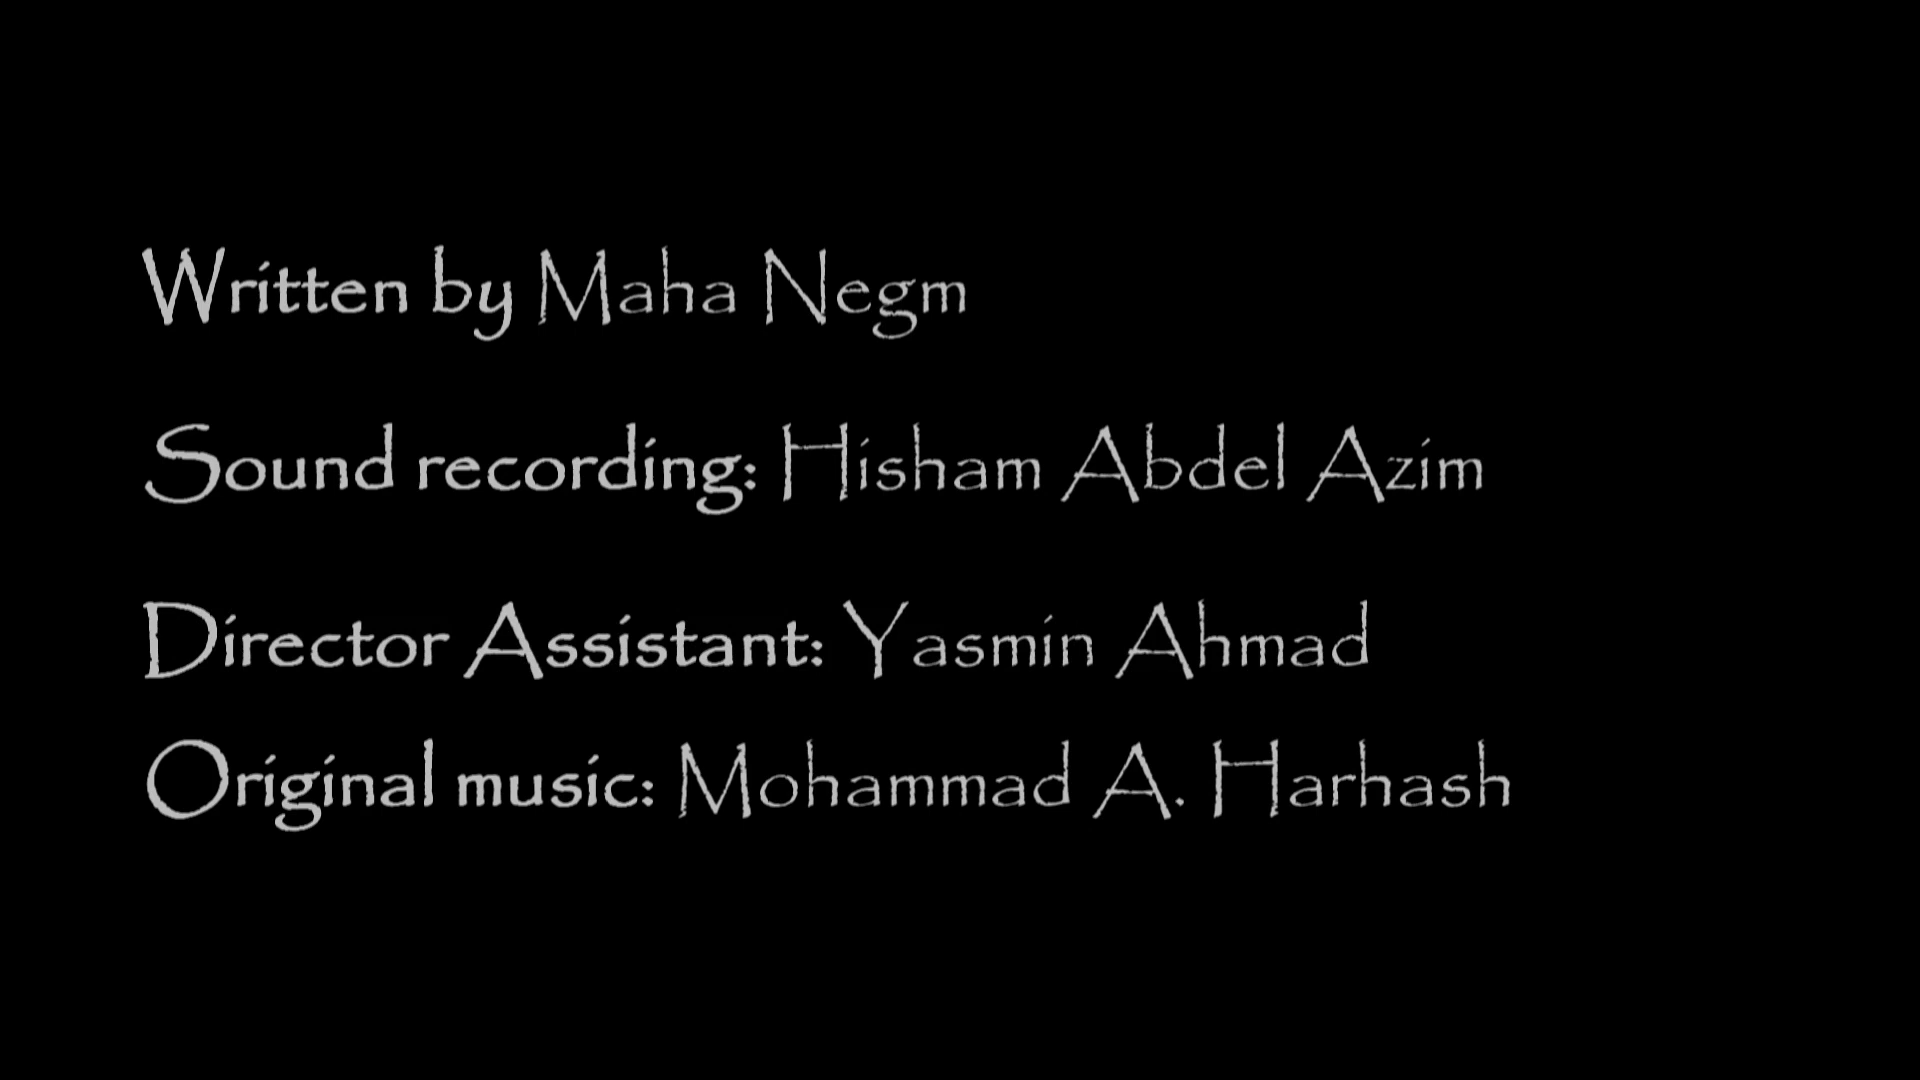 Written by Maha Negm
Sound recording: Hisham Abdel Azim
Director Assistant: Yasmin Ahmad
Original music: Mohammad A. Harhash